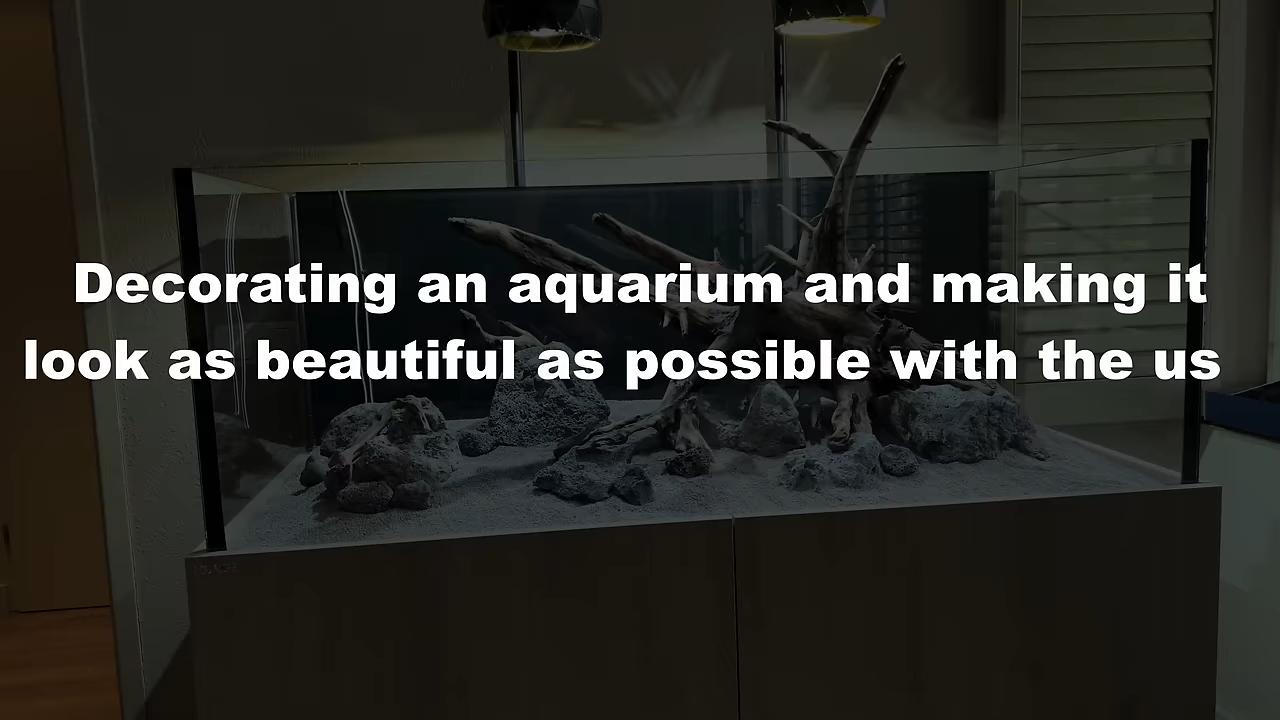 Decorating an aquarium and making it
look as beautiful as possible with the us